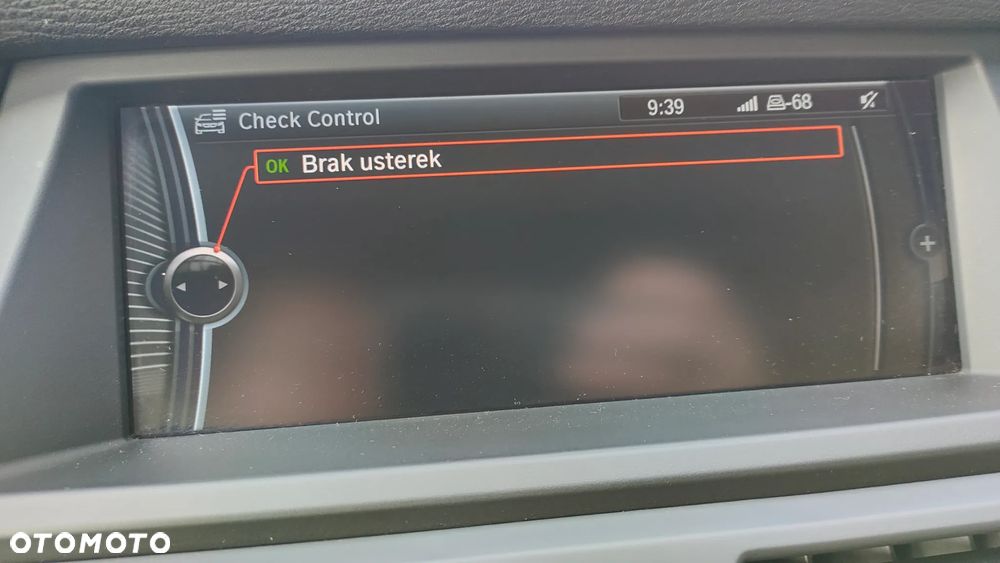 Check Control
9:39
-68
OK Brak usterek
OTOMOTO